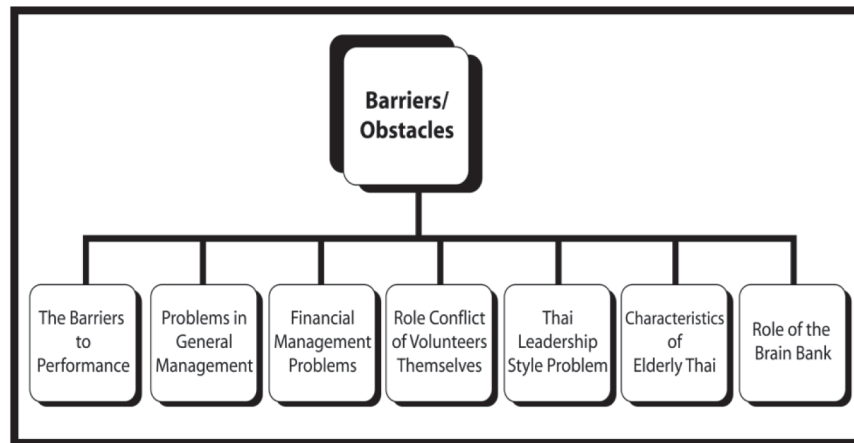 Barriers/
Obstacles
The Barriers
to
Performance
Problems in
General
Management
Financial
Management
Problems
Role Conflict
of Volunteers
Themselves
Thai
Leadership
Style Problem
Characteristics
of
Elderly Thai
Role of the
Brain Bank